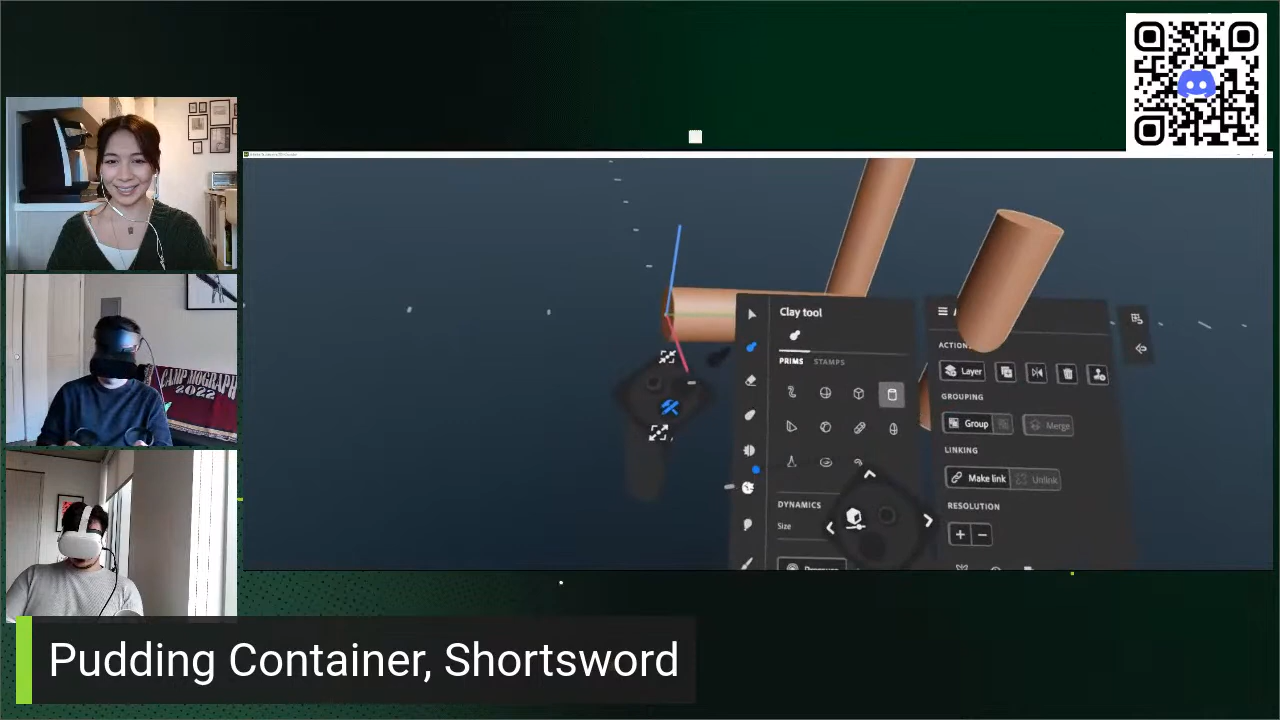 Clay tool
PRIMS STAMPS
DYNAMICS
Size
Layer
GROUPING
Group
Merge
LINKING
Make link
Unlink
RESOLUTION
CAMP MOGRAPH
2022
Pudding Container, Shortsword